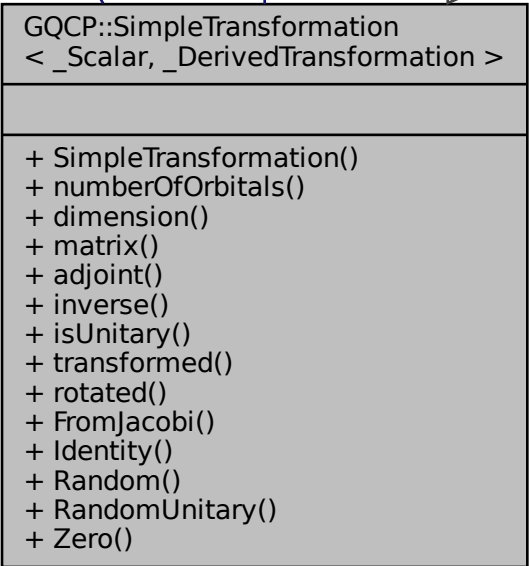 GQCP::SimpleTransformation
< _Scalar, _DerivedTransformation >
+ SimpleTransformation()
+ numberOfOrbitals()
+ dimension()
+ matrix()
+ adjoint()
+ inverse()
+ isUnitary()
+ transformed()
+ rotated()
+ FromJacobi()
+ Identity()
+ Random()
+ RandomUnitary()
+ Zero()